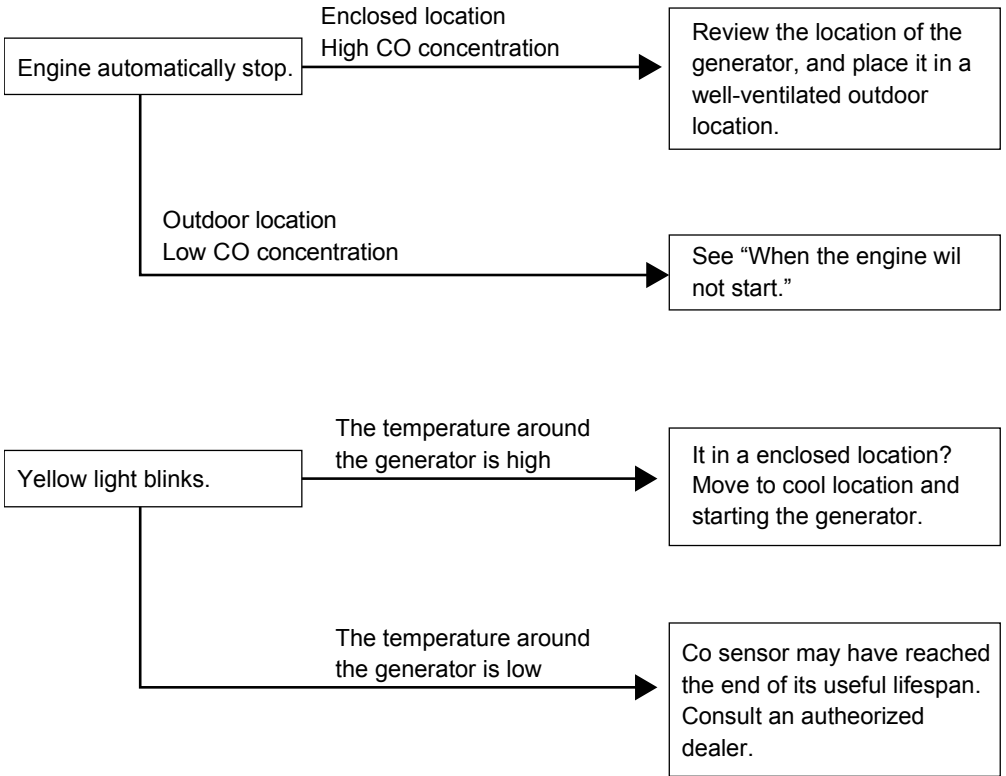 Enclosed location
High CO concentration
Engine automatically stop.
Review the location of the
generator, and place it in a
well-ventilated outdoor
location.
Outdoor location
Low CO concentration
See “When the engine wil
not start.”
The temperature around
the generator is high
Yellow light blinks.
It in a enclosed location?
Move to cool location and
starting the generator.
The temperature around
the generator is low
Co sensor may have reached
the end of its useful lifespan.
Consult an autheorized
dealer.